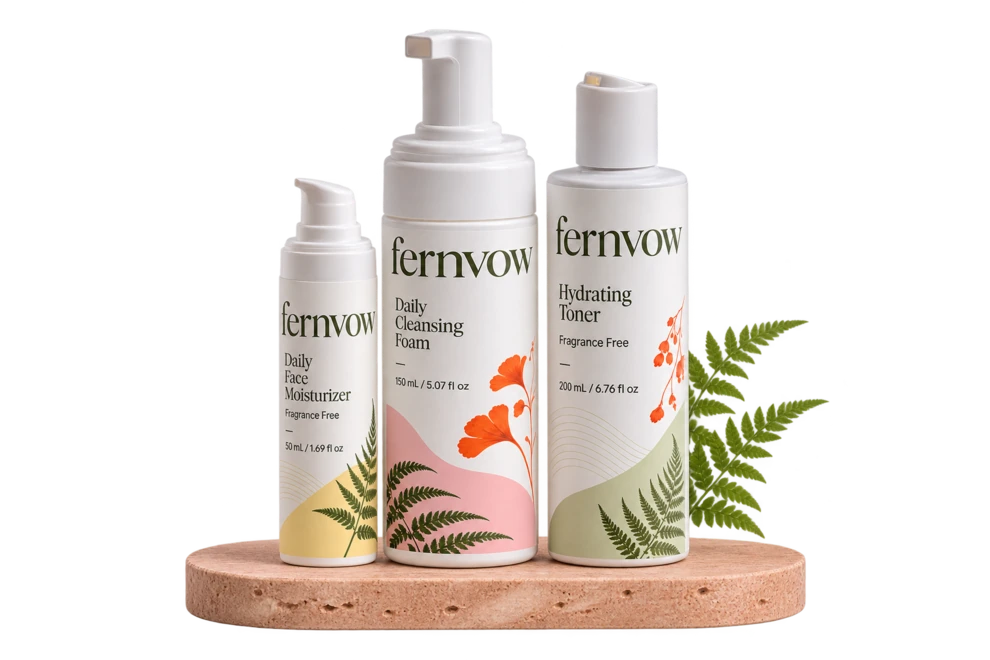 fernvow
Daily
Face
Moisturizer
Fragrance Free
50 mL / 1.69 fl oz
fernvow
Daily
Cleansing
Foam
150 mL / 5.07 fl oz
fernvow
Hydrating
Toner
Fragrance Free
200 mL / 6.76 fl oz